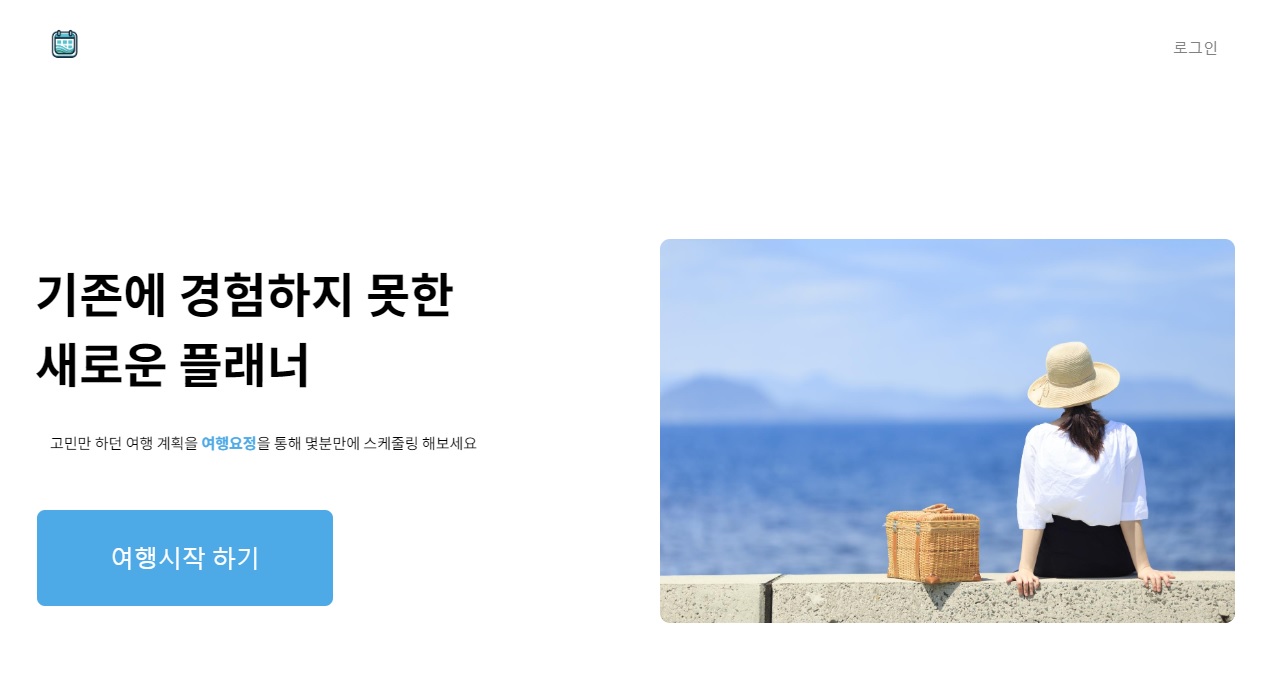 로그인
기존에 경험하지 못한
새로운 플래너
고민만 하던 여행 계획을 여행요정을 통해 몇분만에 스케줄링 해보세요
여행시작 하기